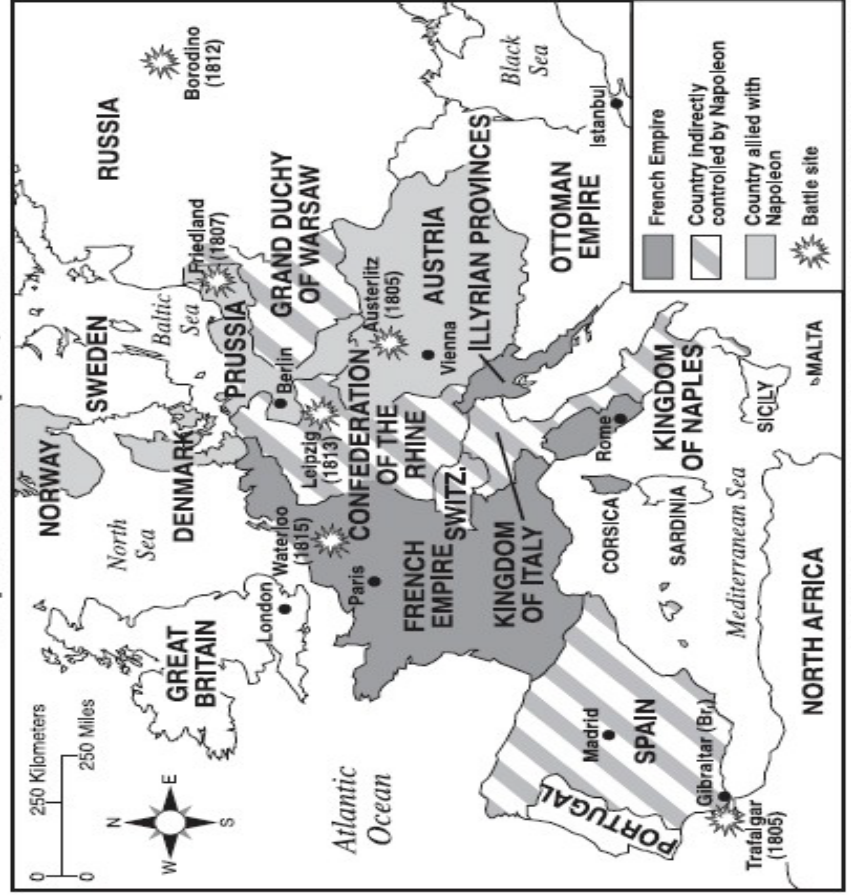 0 250 Kilometers
0 250 Miles
N
W E
S
NORWAY
SWEDEN
RUSSIA
Borodino
(1812)
North
Sea
DENMARK
Baltic
Sea
Friedland
(1807)
GREAT
BRITAIN
London
PRUSSIA
Berlin
GRAND DUCHY
OF WARSAW
Waterloo
(1815)
Leipzig
(1813)
Atlantic
Ocean
Paris
CONFEDERATION
OF THE
RHINE
Austerlitz
(1805)
FRENCH
EMPIRE
SWITZ.
Vienna
AUSTRIA
KINGDOM
OF ITALY
ILLYRIAN PROVINCES
Black
Sea
PORTUGAL
Madrid
SPAIN
CORSICA
Rome
OTTOMAN
EMPIRE
Istanbul
SARDINIA
KINGDOM
OF NAPLES
Gibraltar (Br.)
Trafalgar
(1805)
Mediterranean Sea
SICILY
MALTA
NORTH AFRICA
French Empire
Country indirectly
controlled by Napoleon
Country allied with
Napoleon
Battle site